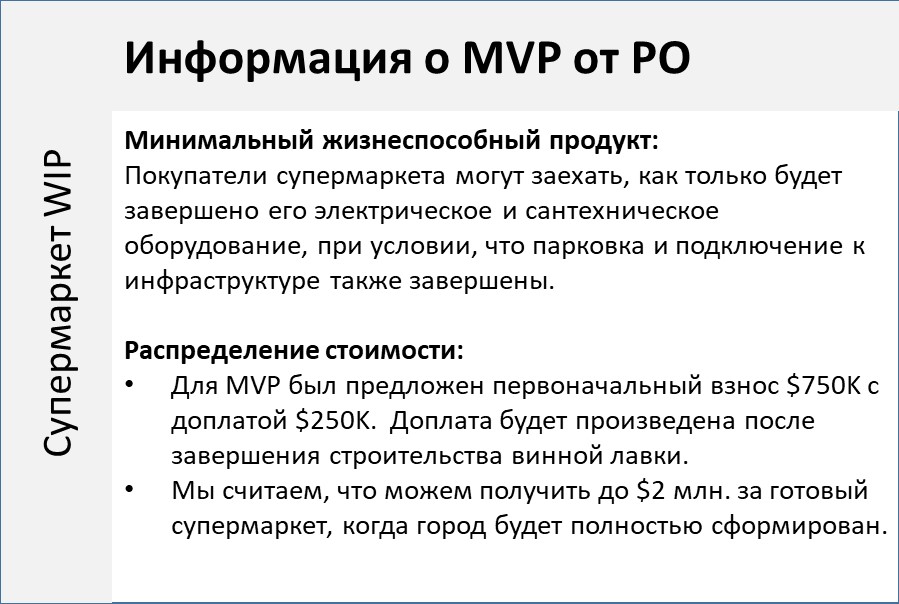 Информация о MVP от PO
Супермаркет WIP
Минимальный жизнеспособный продукт:
Покупатели супермаркета могут заехать, как только будет
завершено его электрическое и сантехническое
оборудование, при условии, что парковка и подключение к
инфраструктуре также завершены.
Распределение стоимости:
• Для MVP был предложен первоначальный взнос $750K с
доплатой $250K. Доплата будет произведена после
завершения строительства винной лавки.
• Мы считаем, что можем получить до $2 млн. за готовый
супермаркет, когда город будет полностью сформирован.